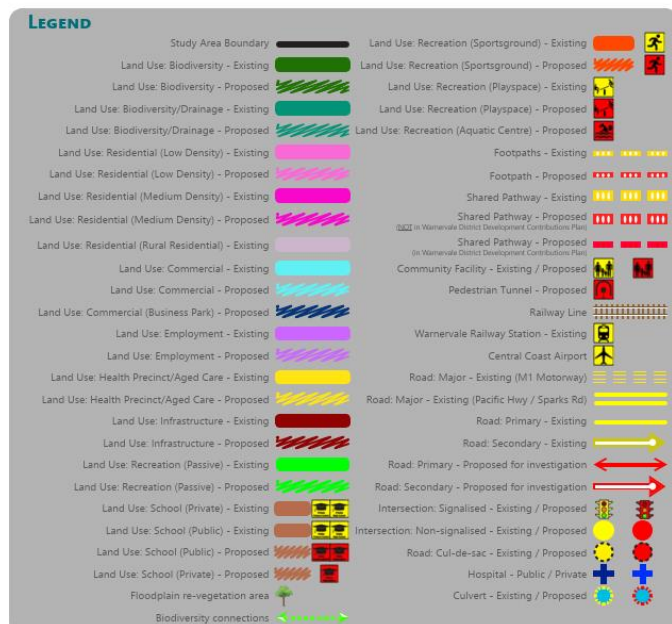 LEGEND
Study Area Boundary
Land Use: Biodiversity - Existing
Land Use: Biodiversity - Proposed
Land Use: Biodiversity/Drainage - Existing
Land Use: Biodiversity/Drainage - Proposed
Land Use: Residential (Low Density) - Existing
Land Use: Residential (Low Density) - Proposed
Land Use: Residential (Medium Density) - Existing
Land Use: Residential (Medium Density) - Proposed
Land Use: Residential (Rural Residential) - Existing
Land Use: Commercial - Existing
Land Use: Commercial - Proposed
Land Use: Commercial (Business Park) - Proposed
Land Use: Employment - Existing
Land Use: Employment - Proposed
Land Use: Health Precinct/Aged Care - Existing
Land Use: Health Precinct/Aged Care - Proposed
Land Use: Infrastructure - Existing
Land Use: Infrastructure - Proposed
Land Use: Recreation (Passive) - Existing
Land Use: Recreation (Passive) - Proposed
Land Use: School (Private) - Existing
Land Use: School (Public) - Existing
Land Use: School (Public) - Proposed
Land Use: School (Private) - Proposed
Floodplain re-vegetation area
Biodiversity connections
Land Use: Recreation (Sportsground) - Existing
Land Use: Recreation (Sportsground) - Proposed
Land Use: Recreation (Playspace) - Existing
Land Use: Recreation (Playspace) - Proposed
Land Use: Recreation (Aquatic Centre) - Proposed
Footpaths - Existing
Footpath - Proposed
Shared Pathway - Existing
Shared Pathway - Proposed
(NOT in Warnervale District Development Contributions Plan)
Shared Pathway - Proposed
(in Warnervale District Development Contributions Plan)
Community Facility - Existing / Proposed
Pedestrian Tunnel - Proposed
Railway Line
Warnervale Railway Station - Existing
Central Coast Airport
Road: Major - Existing (M1 Motorway)
Road: Major - Existing (Pacific Hwy / Sparks Rd)
Road: Primary - Existing
Road: Secondary - Existing
Road: Primary - Proposed for investigation
Road: Secondary - Proposed for investigation
Intersection: Signalised - Existing / Proposed
Intersection: Non-signalised - Existing / Proposed
Road: Cul-de-sac - Existing / Proposed
Hospital - Public / Private
Culvert - Existing / Proposed